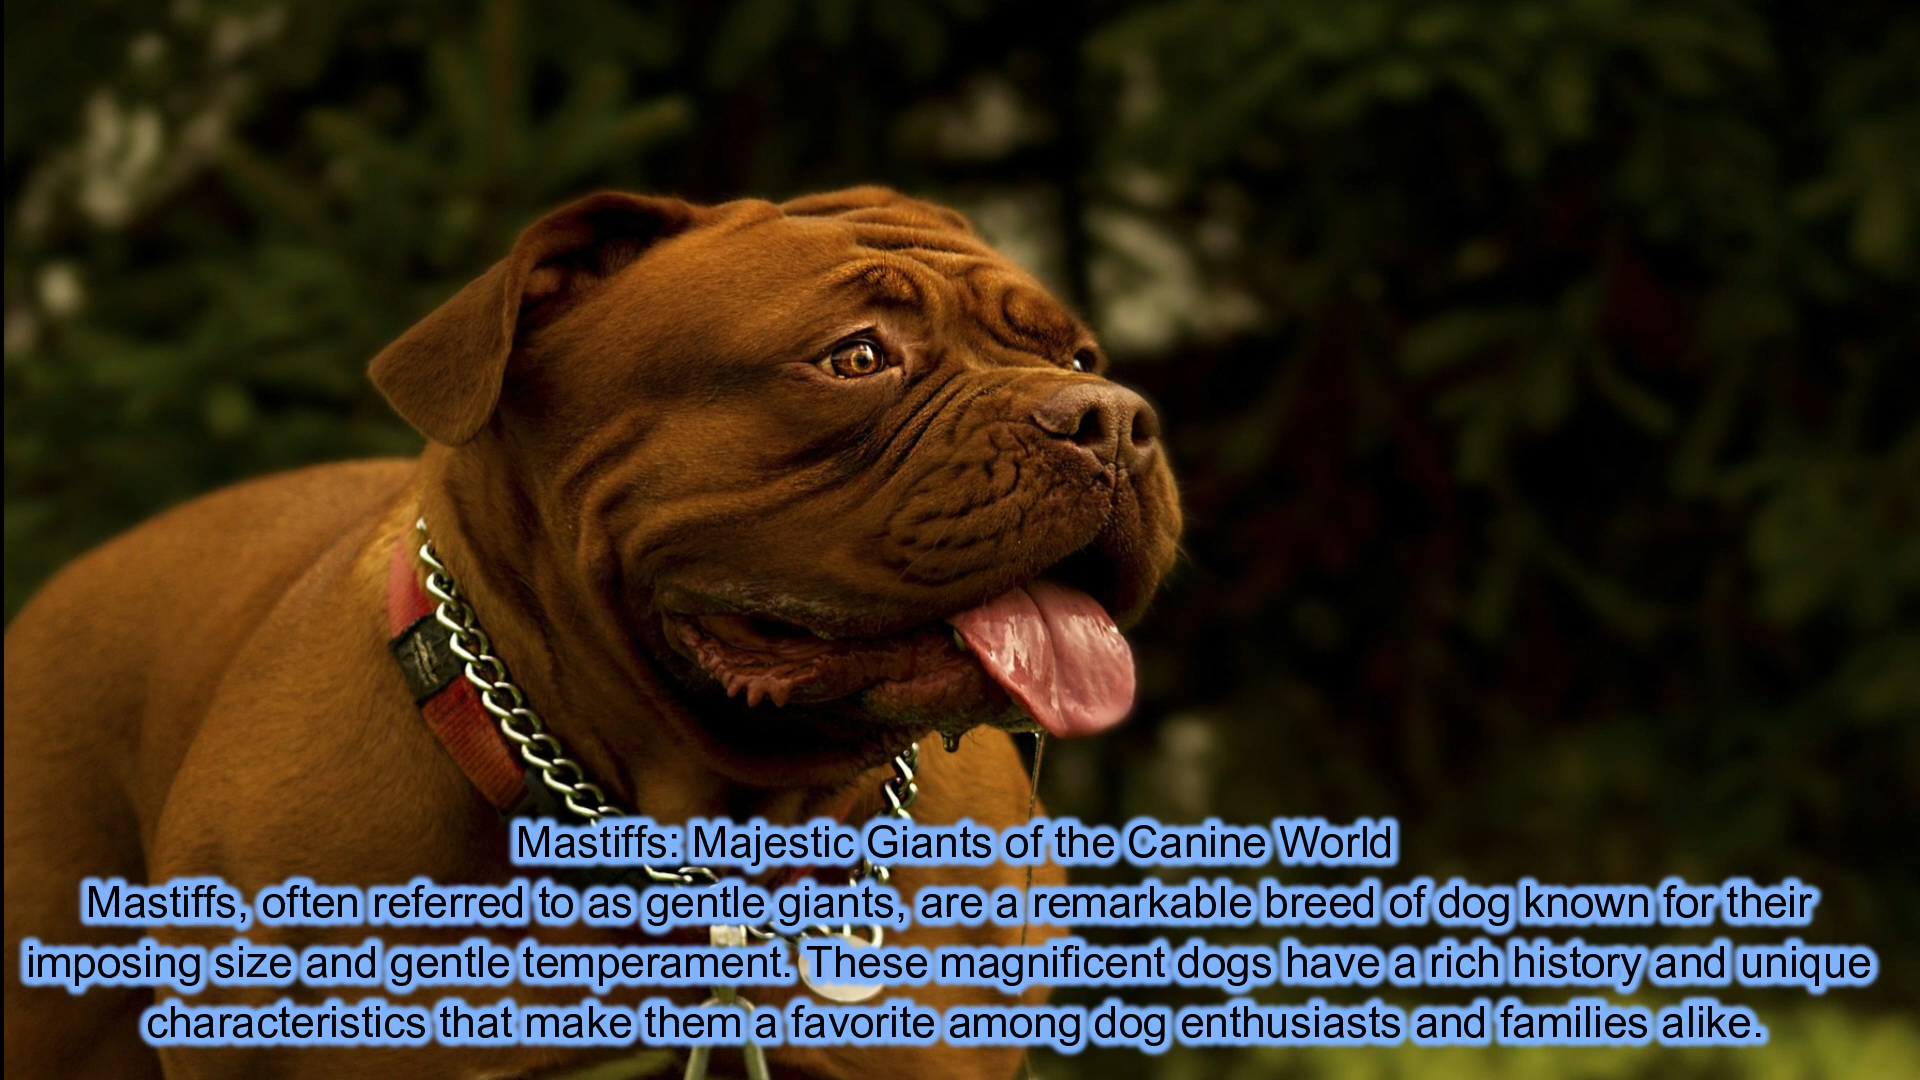 Mastiffs: Majestic Giants of the Canine World
Mastiffs, often referred to as gentle giants, are a remarkable breed of dog known for their
imposing size and gentle temperament. These magnificent dogs have a rich history and unique
characteristics that make them a favorite among dog enthusiasts and families alike.